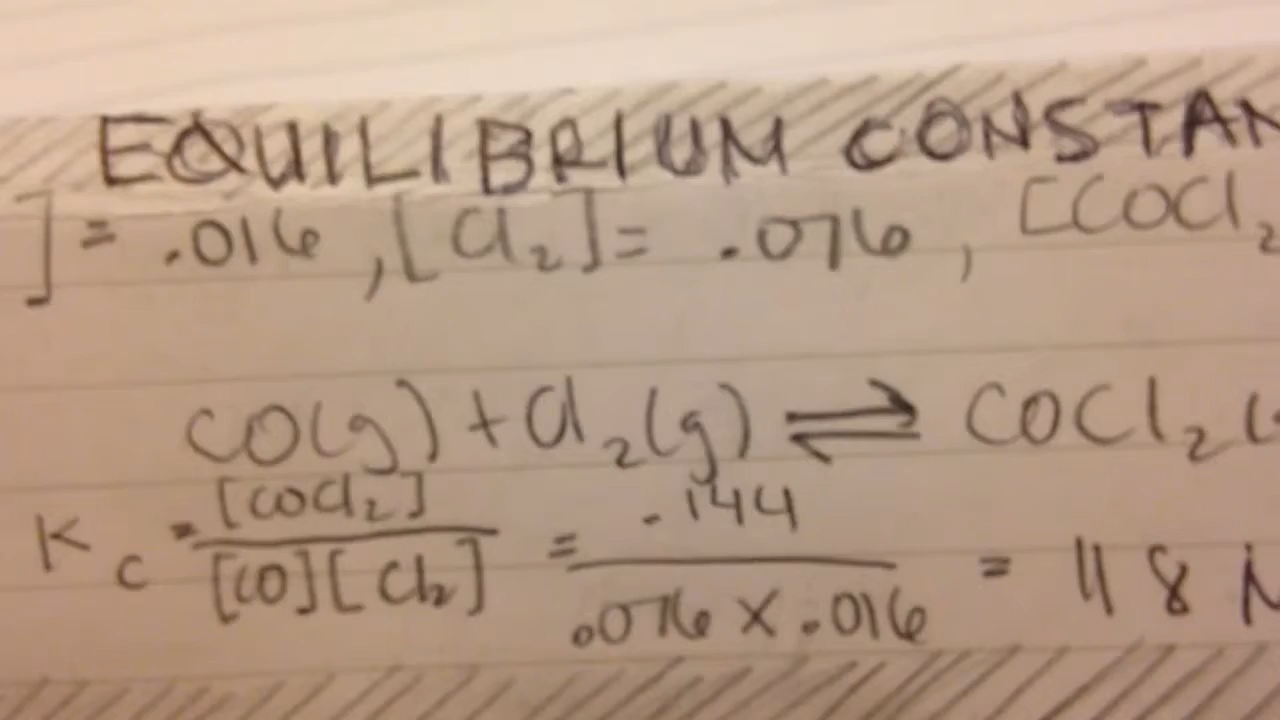 EQUILIBRIUM CONSTAN
] = .016, [Cl₂] = .076, [COCl₂
CO(g) + Cl₂(g) ⇌ COCl₂(
Kc = [COCl₂] / [CO][Cl₂] = .144 / .076 X .016 = 118 M